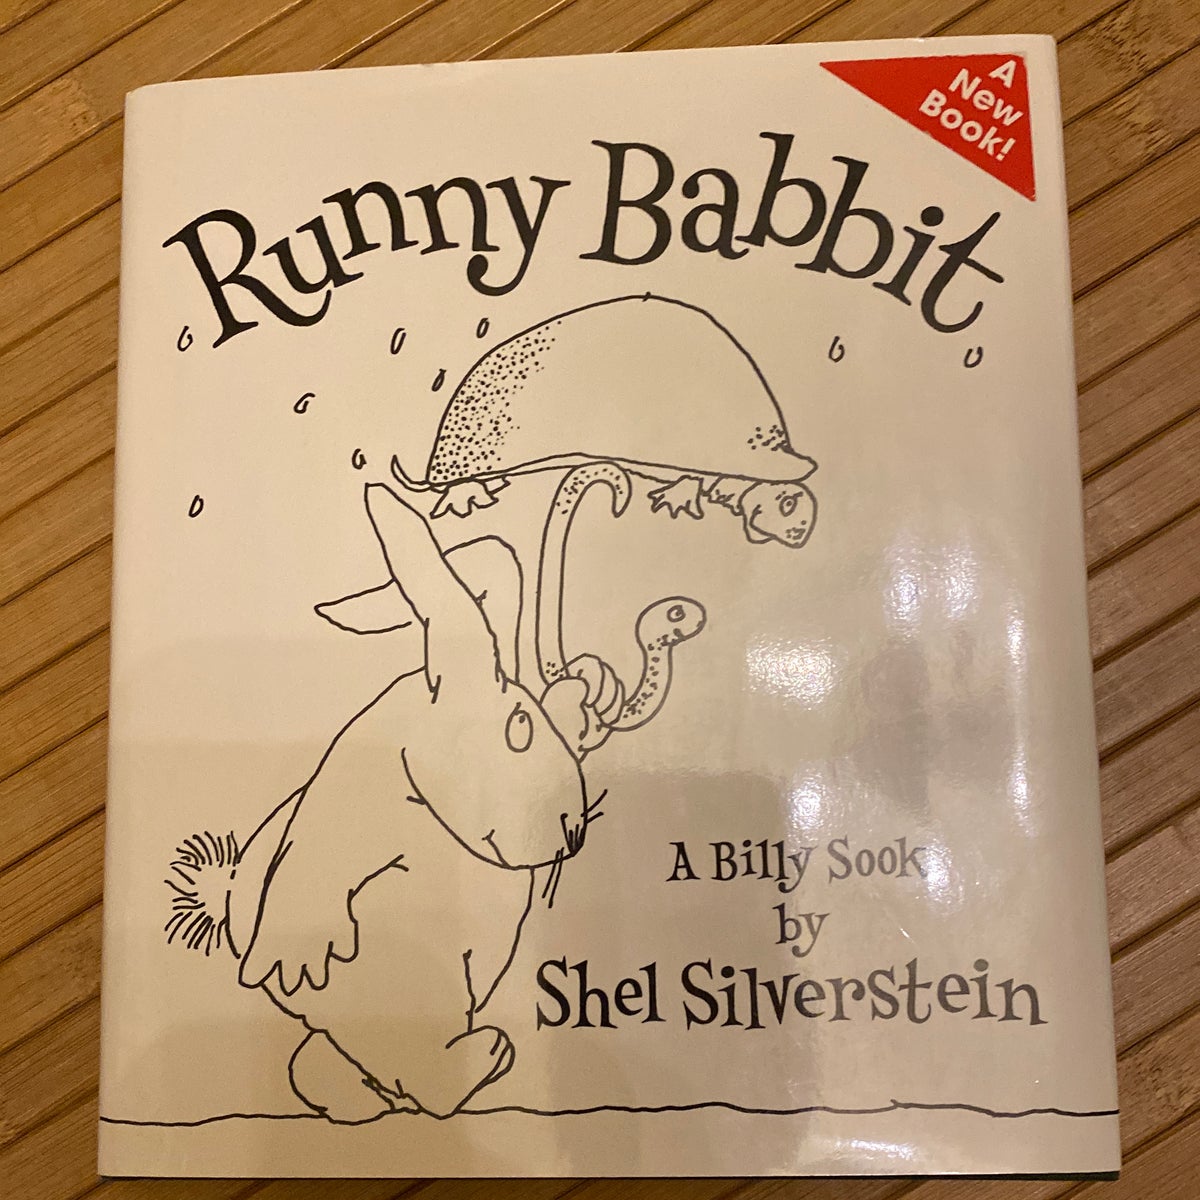 A
New
Book!
Runny Babbit
A Billy Sook
by
Shel Silverstein